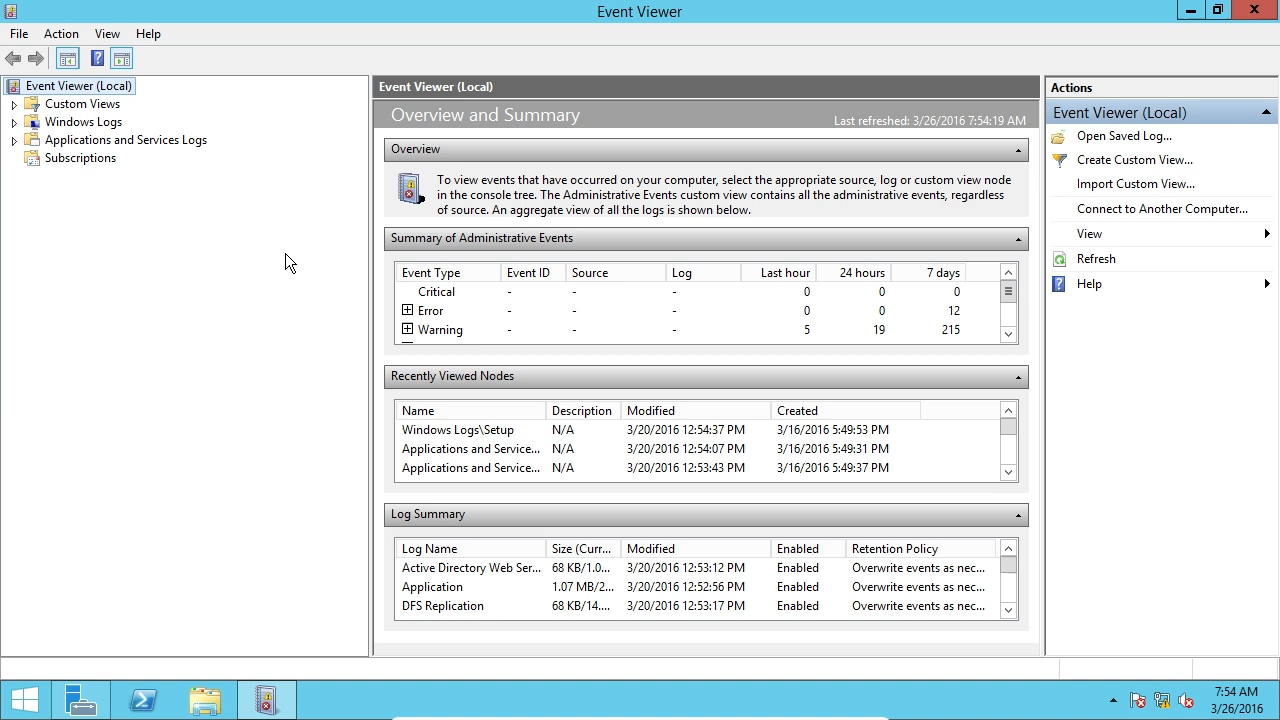 Event Viewer
File Action View Help
Event Viewer (Local)
Custom Views
Windows Logs
Applications and Services Logs
Subscriptions
Event Viewer (Local)
Overview and Summary Last refreshed: 3/26/2016 7:54:19 AM
Overview
To view events that have occurred on your computer, select the appropriate source, log or custom view node
in the console tree. The Administrative Events custom view contains all the administrative events, regardless
of source. An aggregate view of all the logs is shown below.
Summary of Administrative Events
Event Type Event ID Source Log Last hour 24 hours 7 days
Critical - - - 0 0 0
Error - - - 0 0 12
Warning - - - 5 19 215
Recently Viewed Nodes
Name Description Modified Created
Windows Logs\Setup N/A 3/20/2016 12:54:37 PM 3/16/2016 5:49:53 PM
Applications and Service... N/A 3/20/2016 12:54:07 PM 3/16/2016 5:49:31 PM
Applications and Service... N/A 3/20/2016 12:53:43 PM 3/16/2016 5:49:37 PM
Log Summary
Log Name Size (Curr... Modified Enabled Retention Policy
Active Directory Web Ser... 68 KB/1.0... 3/20/2016 12:53:12 PM Enabled Overwrite events as nec...
Application 1.07 MB/2... 3/20/2016 12:52:56 PM Enabled Overwrite events as nec...
DFS Replication 68 KB/14.... 3/20/2016 12:53:17 PM Enabled Overwrite events as nec...
Actions
Event Viewer (Local)
Open Saved Log...
Create Custom View...
Import Custom View...
Connect to Another Computer...
View
Refresh
Help
7:54 AM
3/26/2016